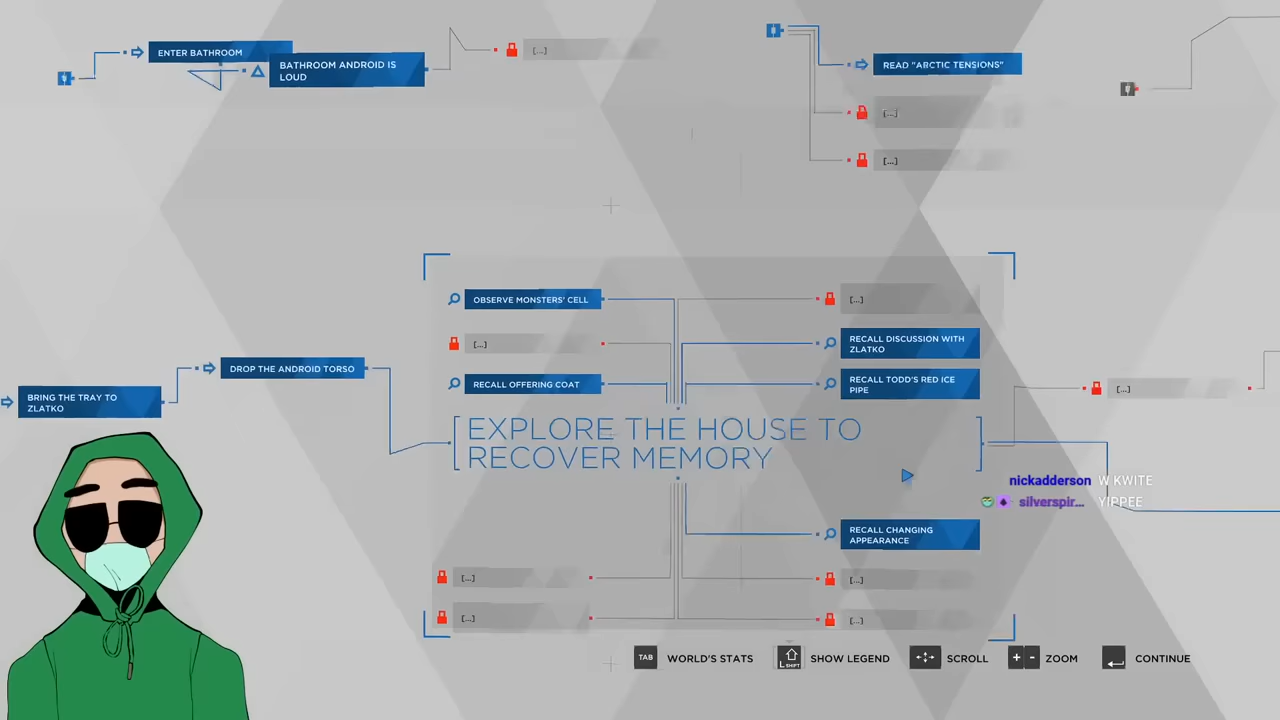 ENTER BATHROOM
BATHROOM ANDROID IS
LOUD
[...]
READ "ARCTIC TENSIONS"
[...]
[...]
OBSERVE MONSTERS' CELL
[...]
[...]
RECALL DISCUSSION WITH
ZLATKO
DROP THE ANDROID TORSO
RECALL OFFERING COAT
RECALL TODD'S RED ICE
PIPE
[...]
BRING THE TRAY TO
ZLATKO
EXPLORE THE HOUSE TO
RECOVER MEMORY
nickadderson W KWITE
silverspir... YIPPEE
RECALL CHANGING
APPEARANCE
[...]
[...]
[...]
[...]
TAB WORLD'S STATS
L SHIFT SHOW LEGEND
SCROLL
+ - ZOOM
CONTINUE